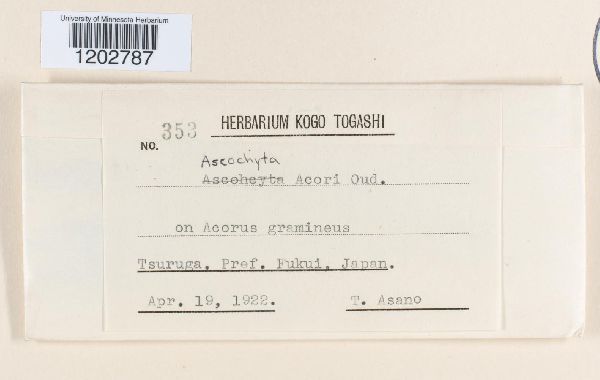 University of Minnesota Herbarium
1202787
HERBARIUM KOGO TOGASHI
NO. 353
Ascochyta
Ascohcyta Acori Oud.
on Acorus gramineus
Tsuruga, Pref. Fukui, Japan.
Apr. 19, 1922. T. Asano